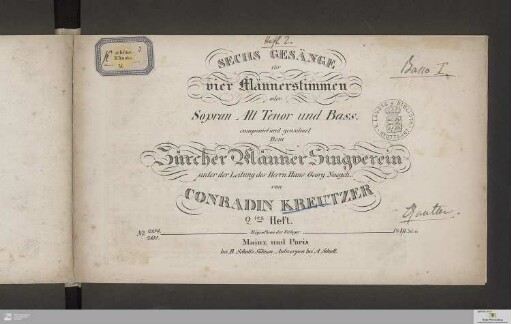 Heft 2.
Basso I.
SECHS GESÄNGE
für
vier Männerstimmen
oder
Sopran Alt Tenor und Bass.
componirt und gewidmet
Dem
Zürcher Männer Singverein
unter der Leitung des Herrn Hans Georg Nægeli.
von
CONRADIN KREUTZER
2tes Heft.
No
Eigenthum der Verleger.
Mainz und Paris
bei B. Schott's Söhnen. Antwerpen bei A. Schott.